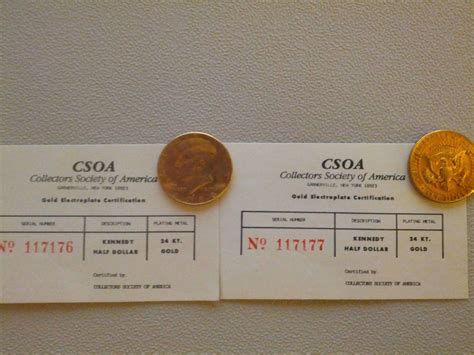 CSOA
Collectors Society of America
GARNERVILLE, NEW YORK 10923
Gold Electroplate Certification
SERIAL NUMBER DESCRIPTION PLATING METAL
Nº 117176 KENNEDY HALF DOLLAR 24 KT. GOLD
Certified by
COLLECTORS SOCIETY OF AMERICA
CSOA
Collectors Society of America
GARNERVILLE, NEW YORK 10923
Gold Electroplate Certification
SERIAL NUMBER DESCRIPTION PLATING METAL
Nº 117177 KENNEDY HALF DOLLAR 24 KT. GOLD
Certified by
COLLECTORS SOCIETY OF AMERICA